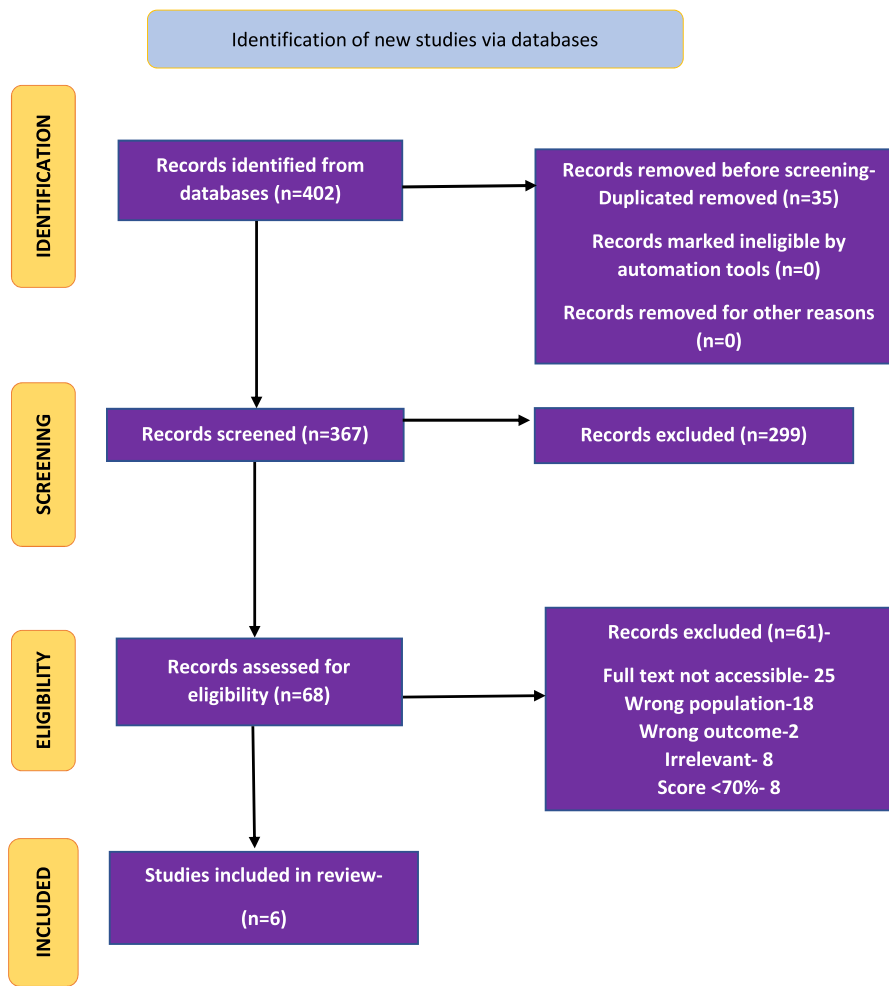 Identification of new studies via databases
IDENTIFICATION
Records identified from
databases (n=402)
Records removed before screening-
Duplicated removed (n=35)
Records marked ineligible by
automation tools (n=0)
Records removed for other reasons
(n=0)
SCREENING
Records screened (n=367)
Records excluded (n=299)
ELIGIBILITY
Records assessed for
eligibility (n=68)
Records excluded (n=61)-
Full text not accessible- 25
Wrong population-18
Wrong outcome-2
Irrelevant- 8
Score <70%- 8
INCLUDED
Studies included in review-
(n=6)